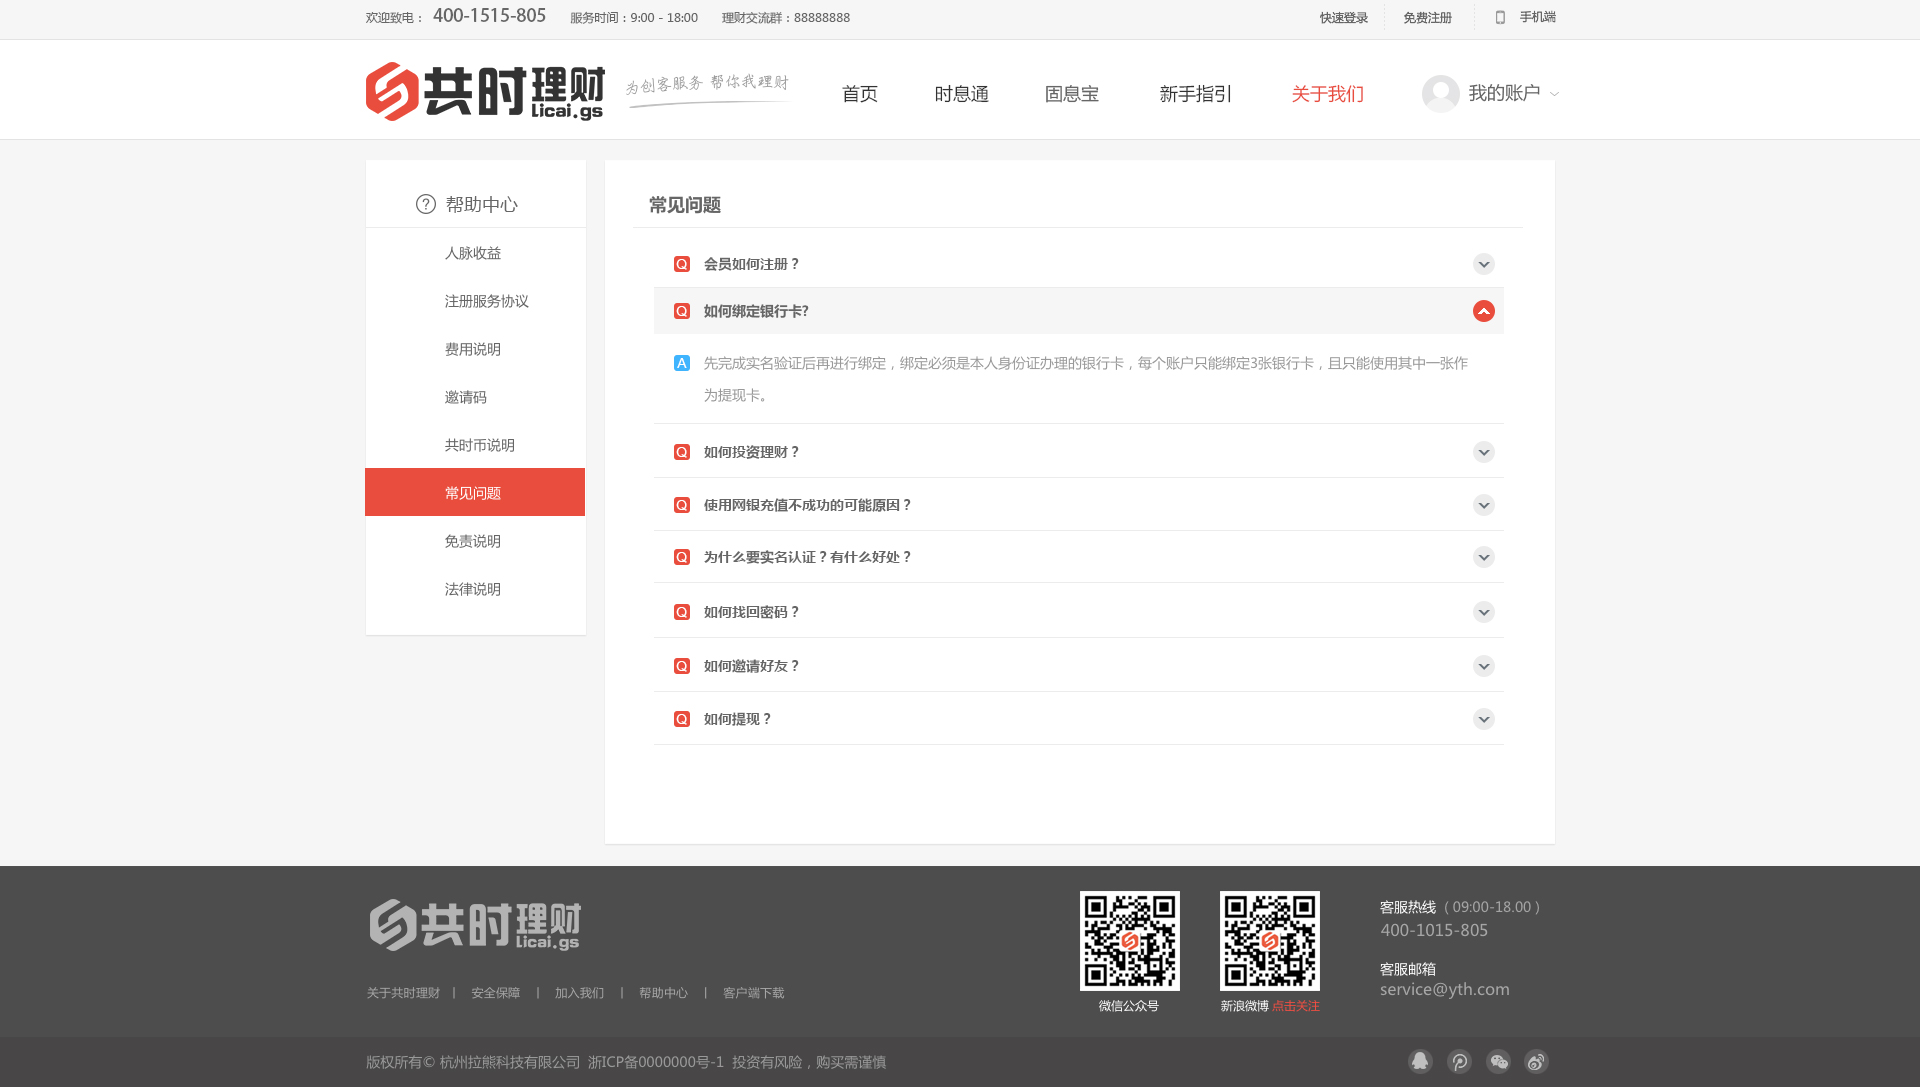 欢迎致电： 400-1515-805 服务时间：9:00 - 18:00 理财交流群：88888888 快速登录 免费注册 手机端
共时理财 Licai.gs 为创客服务 帮你我理财 首页 时息通 固息宝 新手指引 关于我们 我的账户
帮助中心
人脉收益
注册服务协议
费用说明
邀请码
共时币说明
常见问题
免责说明
法律说明
常见问题
Q 会员如何注册？
Q 如何绑定银行卡?
A 先完成实名验证后再进行绑定，绑定必须是本人身份证办理的银行卡，每个账户只能绑定3张银行卡，且只能使用其中一张作
为提现卡。
Q 如何投资理财？
Q 使用网银充值不成功的可能原因？
Q 为什么要实名认证？有什么好处？
Q 如何找回密码？
Q 如何邀请好友？
Q 如何提现？
共时理财 Licai.gs
关于共时理财 | 安全保障 | 加入我们 | 帮助中心 | 客户端下载
微信公众号
新浪微博 点击关注
客服热线 ( 09:00-18.00 )
400-1015-805
客服邮箱
service@yth.com
版权所有© 杭州拉熊科技有限公司 浙ICP备0000000号-1 投资有风险，购买需谨慎